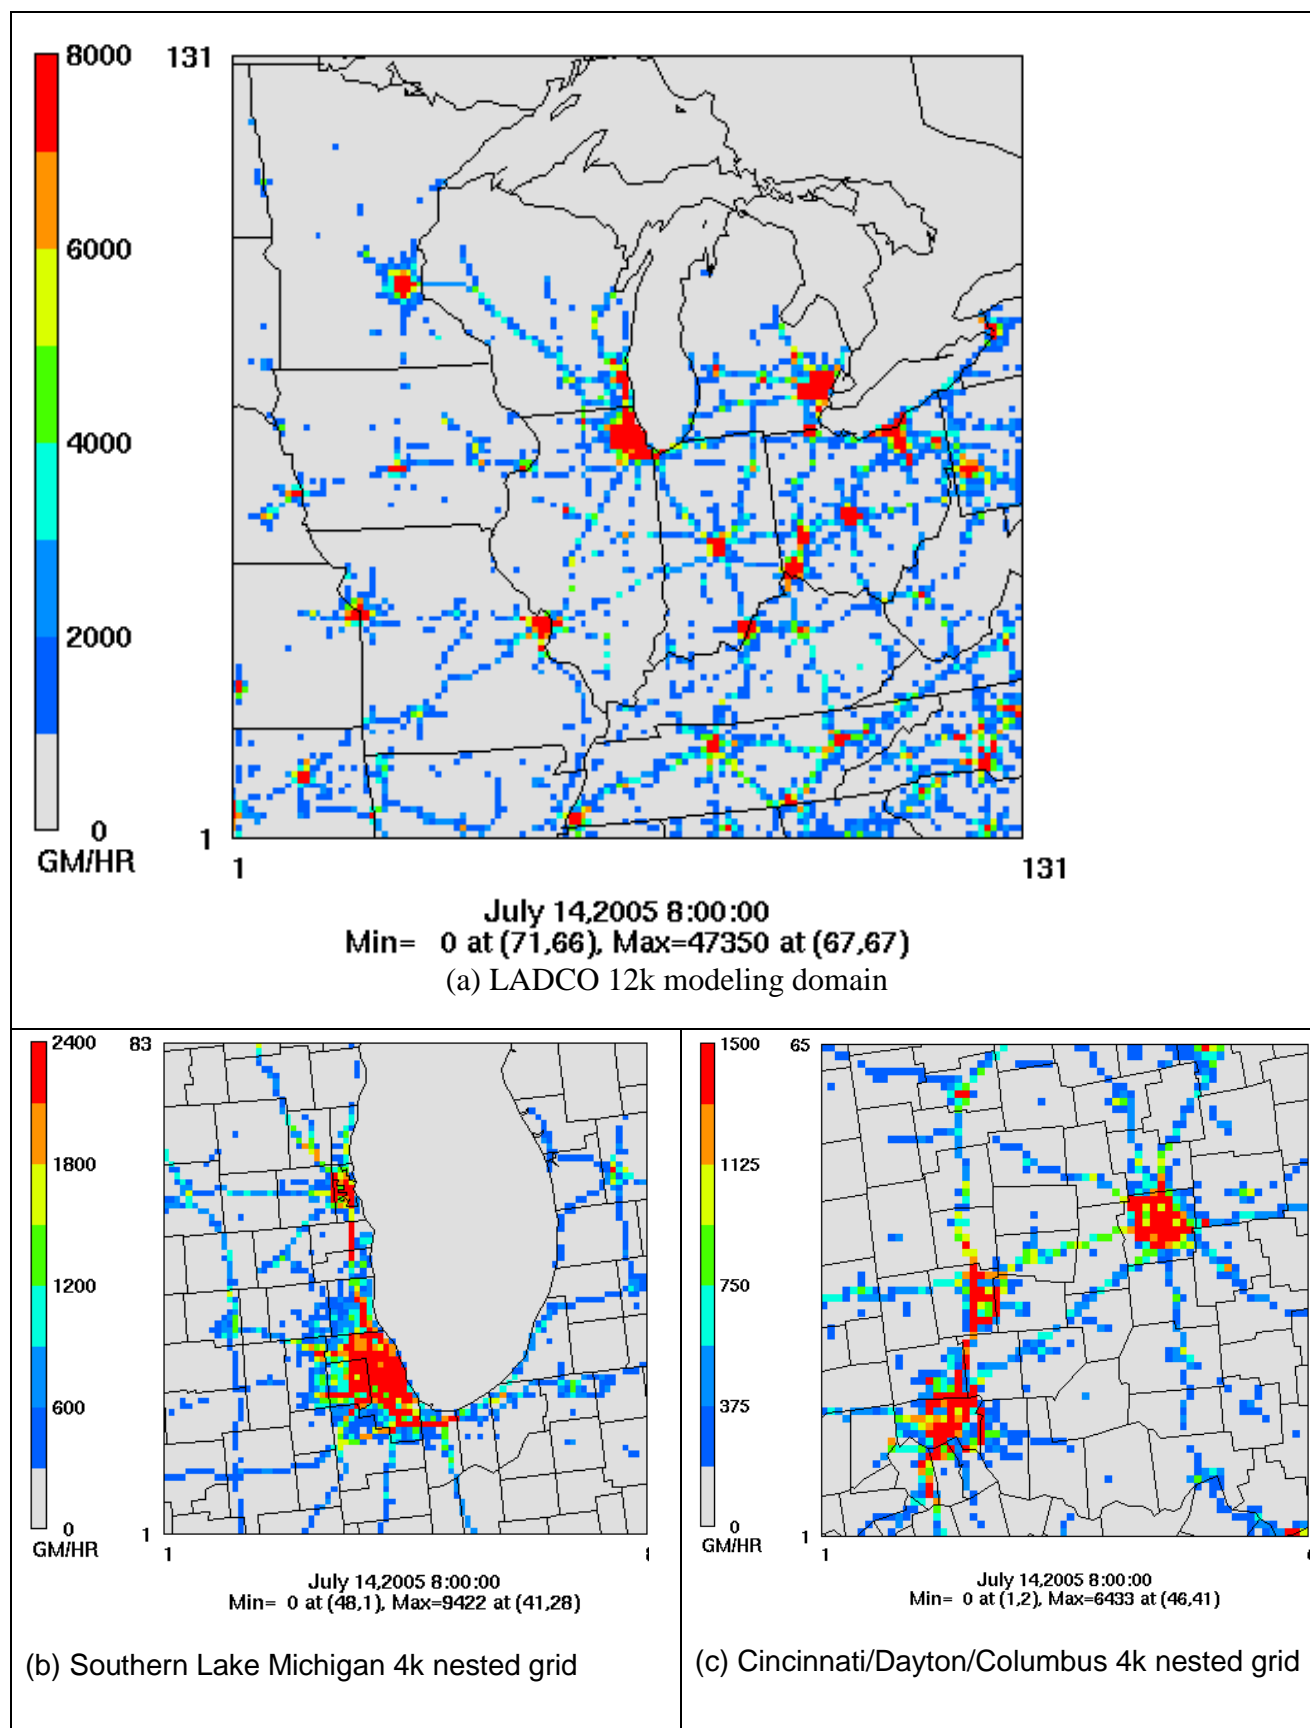 8000
6000
4000
2000
0
GM/HR
131
1
1
131
July 14,2005 8:00:00
Min= 0 at (71,66), Max=47350 at (67,67)
(a) LADCO 12k modeling domain
2400
1800
1200
600
0
GM/HR
83
1
1
July 14,2005 8:00:00
Min= 0 at (48,1), Max=9422 at (41,28)
(b) Southern Lake Michigan 4k nested grid
1500
1125
750
375
0
GM/HR
65
1
1
July 14,2005 8:00:00
Min= 0 at (1,2), Max=6433 at (46,41)
(c) Cincinnati/Dayton/Columbus 4k nested grid